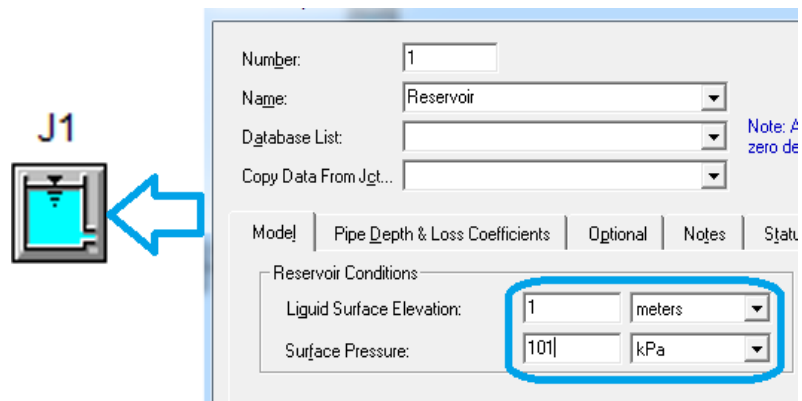 J1
Number: 1
Name: Reservoir
Database List:
Note: A
zero de
Copy Data From Jct...
Model Pipe Depth & Loss Coefficients Optional Notes Statu
Reservoir Conditions
Liquid Surface Elevation: 1 meters
Surface Pressure: 101 kPa